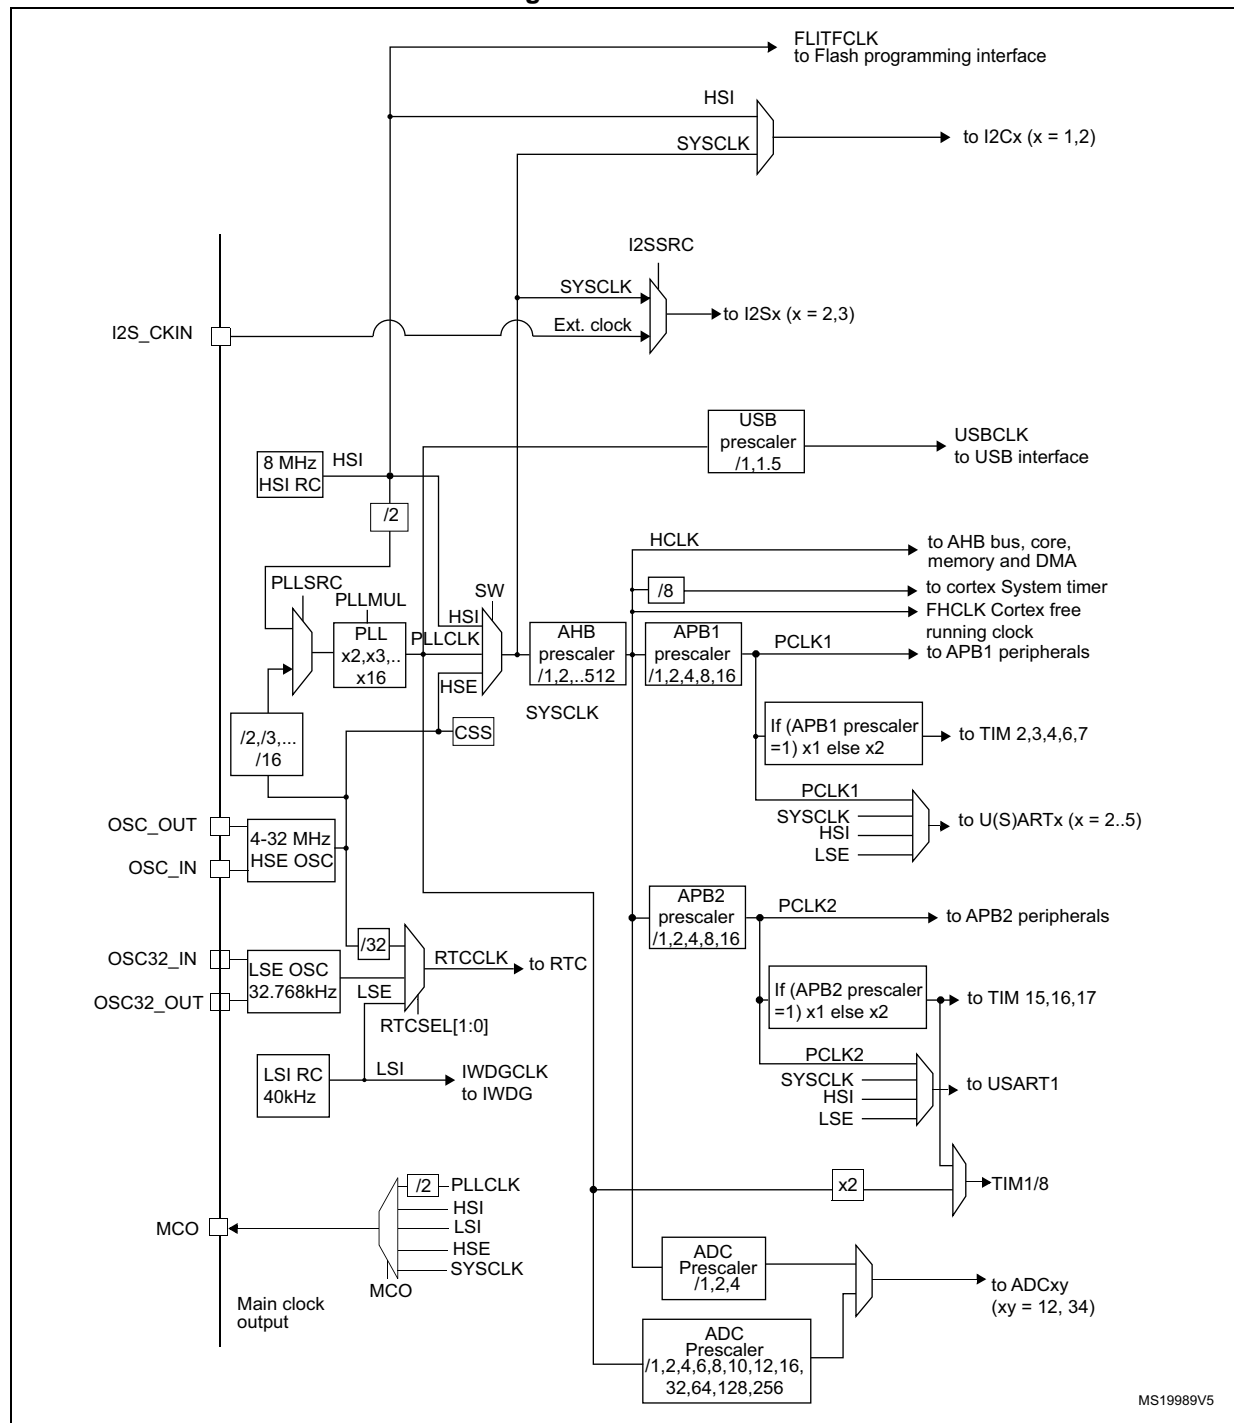 FLITFCLK
to Flash programming interface
HSI
SYSCLK
to I2Cx (x = 1,2)
I2SSRC
SYSCLK
to I2Sx (x = 2,3)
I2S_CKIN
Ext. clock
USB
prescaler
/1,1.5
USBCLK
to USB interface
8 MHz
HSI RC
HSI
/2
HCLK
to AHB bus, core,
memory and DMA
/8
to cortex System timer
FHCLK Cortex free
running clock
PLLSRC
PLLMUL
PLL
x2,x3,..
x16
PLLCLK
SW
HSI
HSE
AHB
prescaler
/1,2,..512
SYSCLK
APB1
prescaler
/1,2,4,8,16
PCLK1
to APB1 peripherals
/2,/3,...
/16
CSS
If (APB1 prescaler
=1) x1 else x2
to TIM 2,3,4,6,7
PCLK1
SYSCLK
HSI
LSE
to U(S)ARTx (x = 2..5)
OSC_OUT
OSC_IN
4-32 MHz
HSE OSC
APB2
prescaler
/1,2,4,8,16
PCLK2
to APB2 peripherals
/32
OSC32_IN
OSC32_OUT
LSE OSC
32.768kHz
LSE
RTCCLK
to RTC
RTCSEL[1:0]
If (APB2 prescaler
=1) x1 else x2
to TIM 15,16,17
LSI RC
40kHz
LSI
IWDGCLK
to IWDG
PCLK2
SYSCLK
HSI
LSE
to USART1
x2
TIM1/8
MCO
/2
PLLCLK
HSI
LSI
HSE
SYSCLK
MCO
Main clock
output
ADC
Prescaler
/1,2,4
to ADCxy
(xy = 12, 34)
ADC
Prescaler
/1,2,4,6,8,10,12,16,
32,64,128,256
MS19989V5